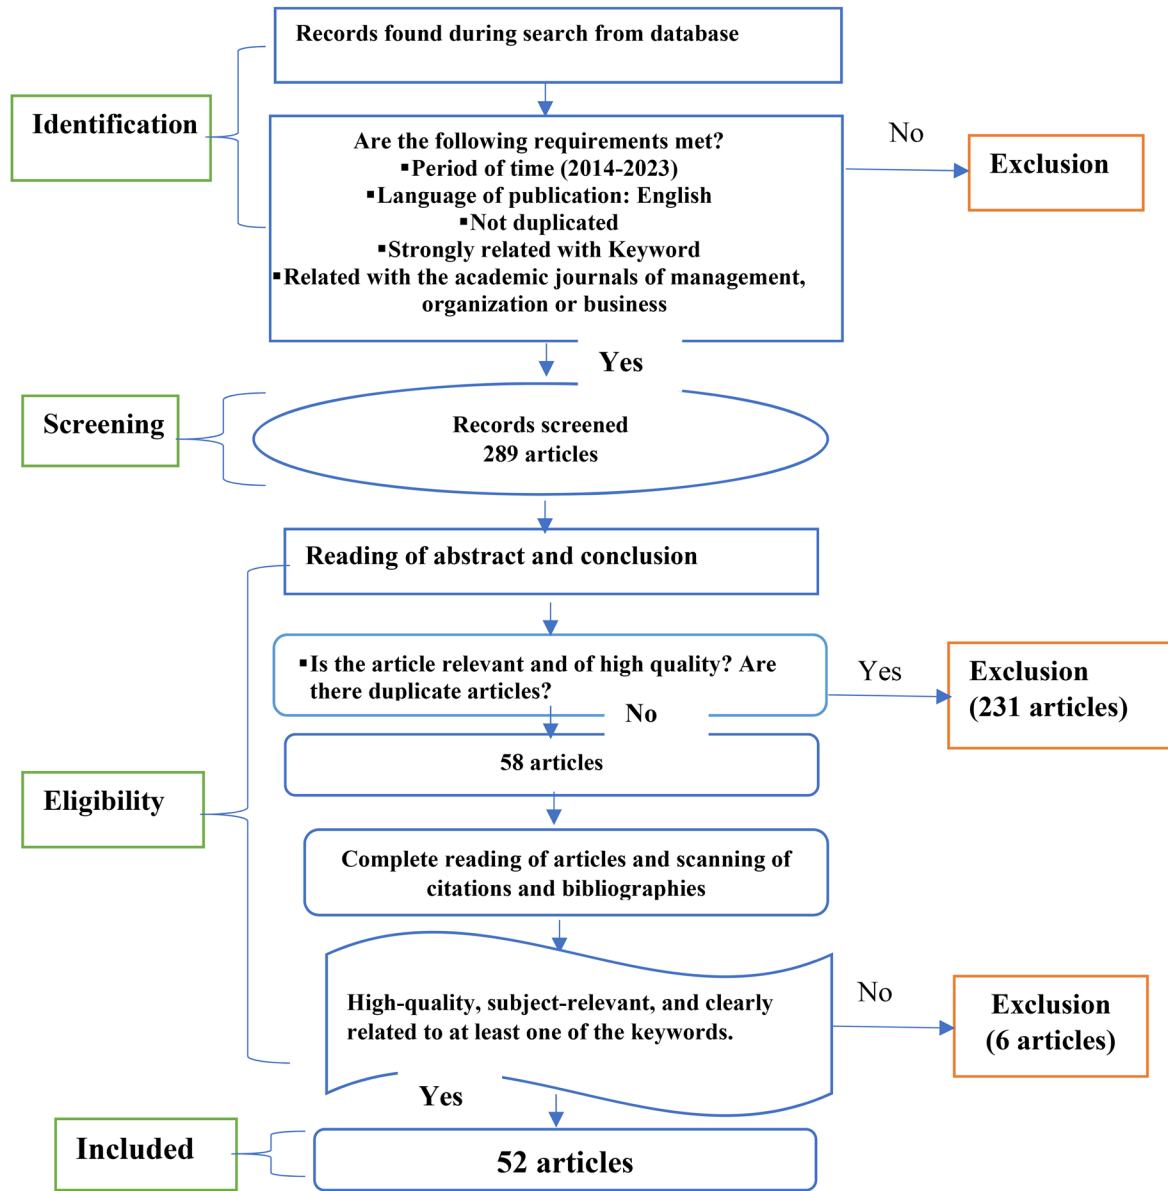 Records found during search from database
Identification
Are the following requirements met?
▪Period of time (2014-2023)
▪Language of publication: English
▪Not duplicated
▪Strongly related with Keyword
▪Related with the academic journals of management,
organization or business
No
Exclusion
Yes
Screening
Records screened
289 articles
Reading of abstract and conclusion
▪Is the article relevant and of high quality? Are
there duplicate articles?
Yes
Exclusion
(231 articles)
No
58 articles
Eligibility
Complete reading of articles and scanning of
citations and bibliographies
High-quality, subject-relevant, and clearly
related to at least one of the keywords.
No
Exclusion
(6 articles)
Yes
Included
52 articles